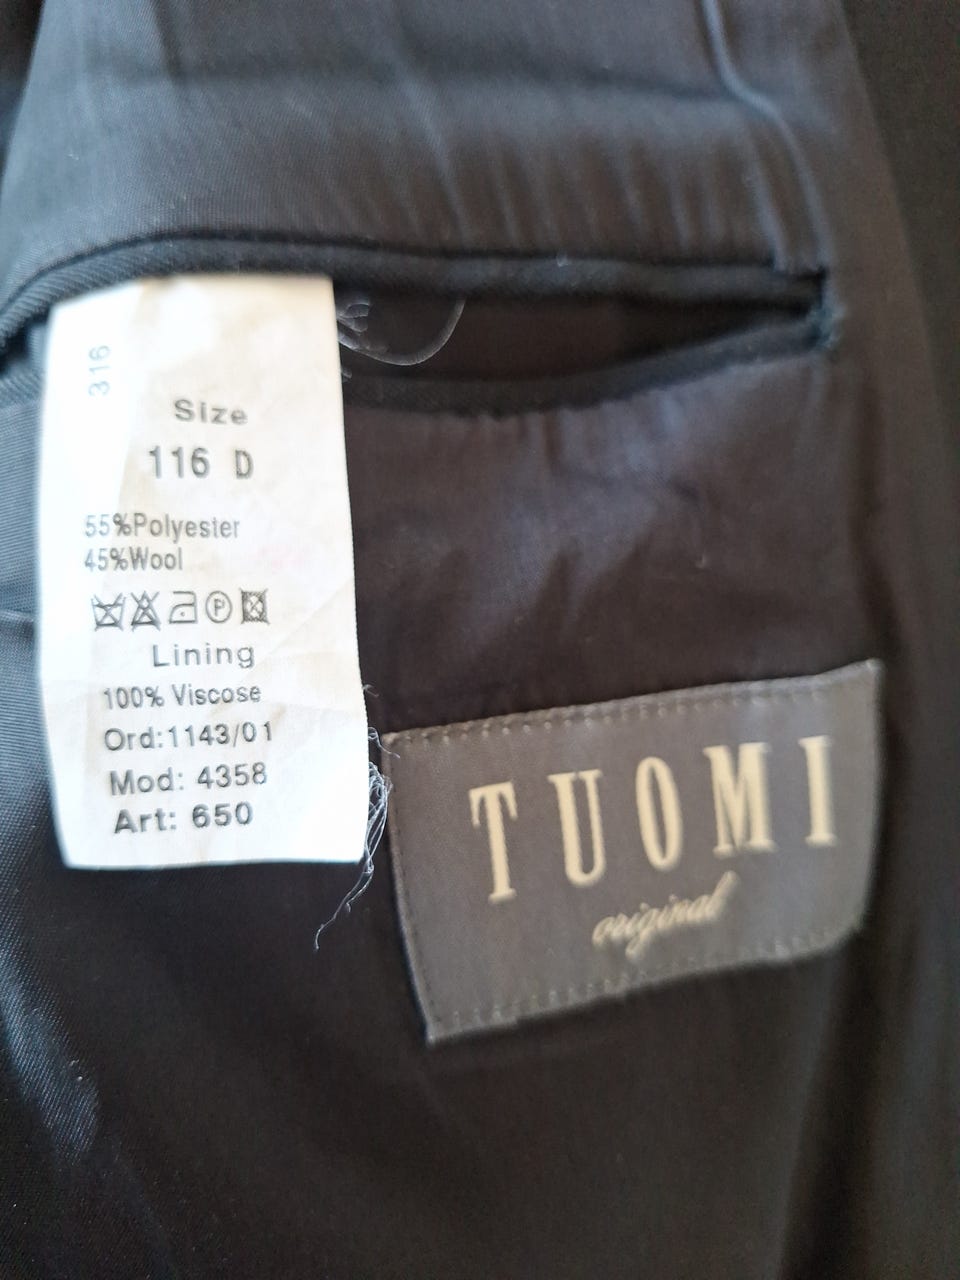 316
Size
116 D
55%Polyester
45%Wool
P
Lining
100% Viscose
Ord:1143/01
Mod: 4358
Art: 650
TUOMI
original